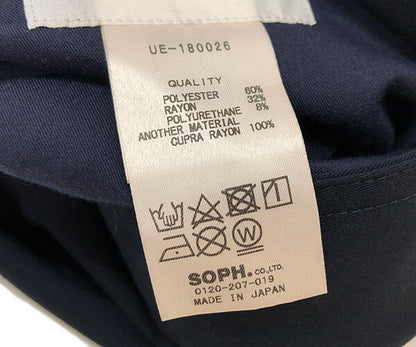 UE-180026
QUALITY
POLYESTER 60%
RAYON 32%
POLYURETHANE 8%
ANOTHER MATERIAL
CUPRA RAYON 100%
W
SOPH.CO.,LTD.
0120-207-019
MADE IN JAPAN